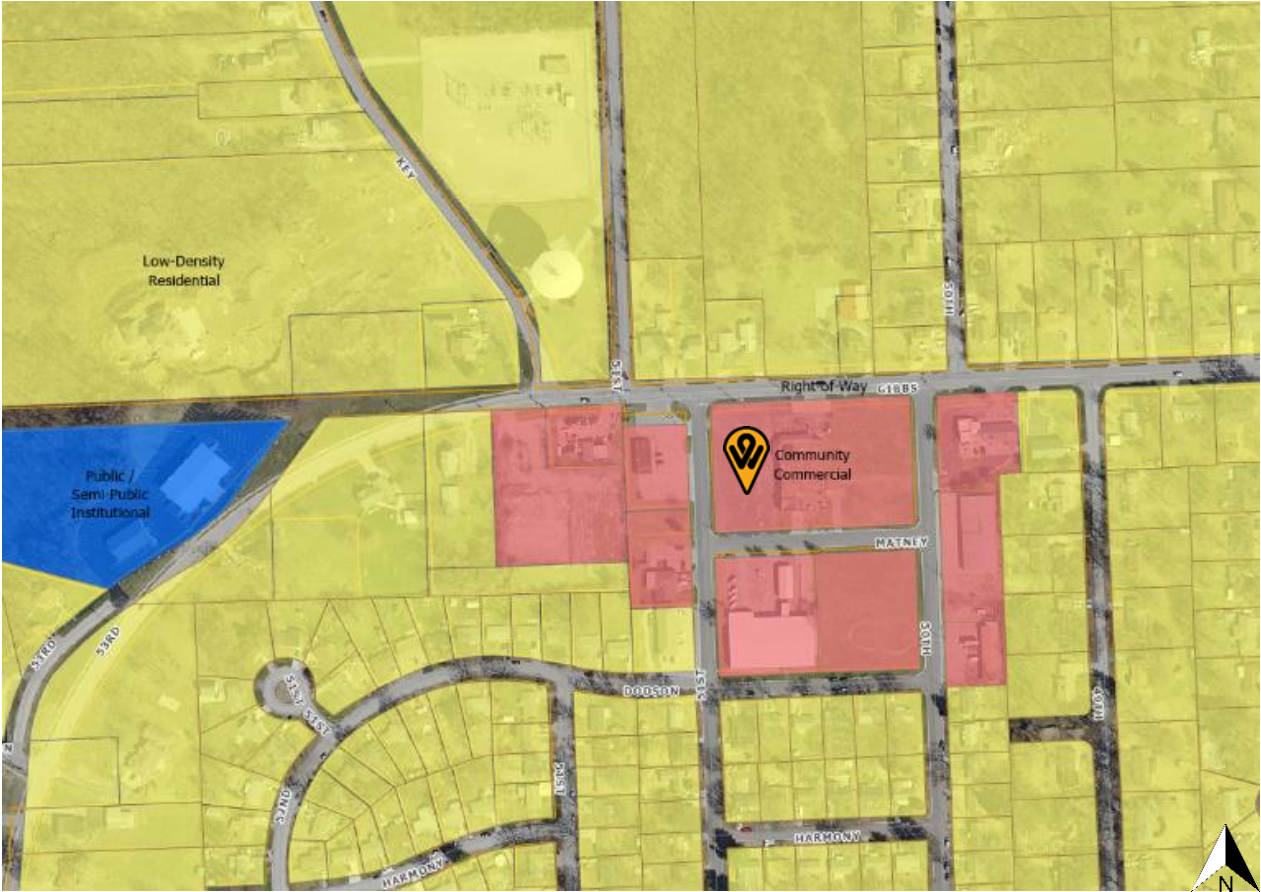 KEY
Low-Density
Residential
50TH
51ST
Right-of-Way
GIBBS
Community
Commercial
Public /
Semi-Public
Institutional
MATNEY
53RD
53RD
50TH
51ST
51ST
51ST
DODSON
49TH
N
54ST
52ND
HARMONY
HARMONY
N